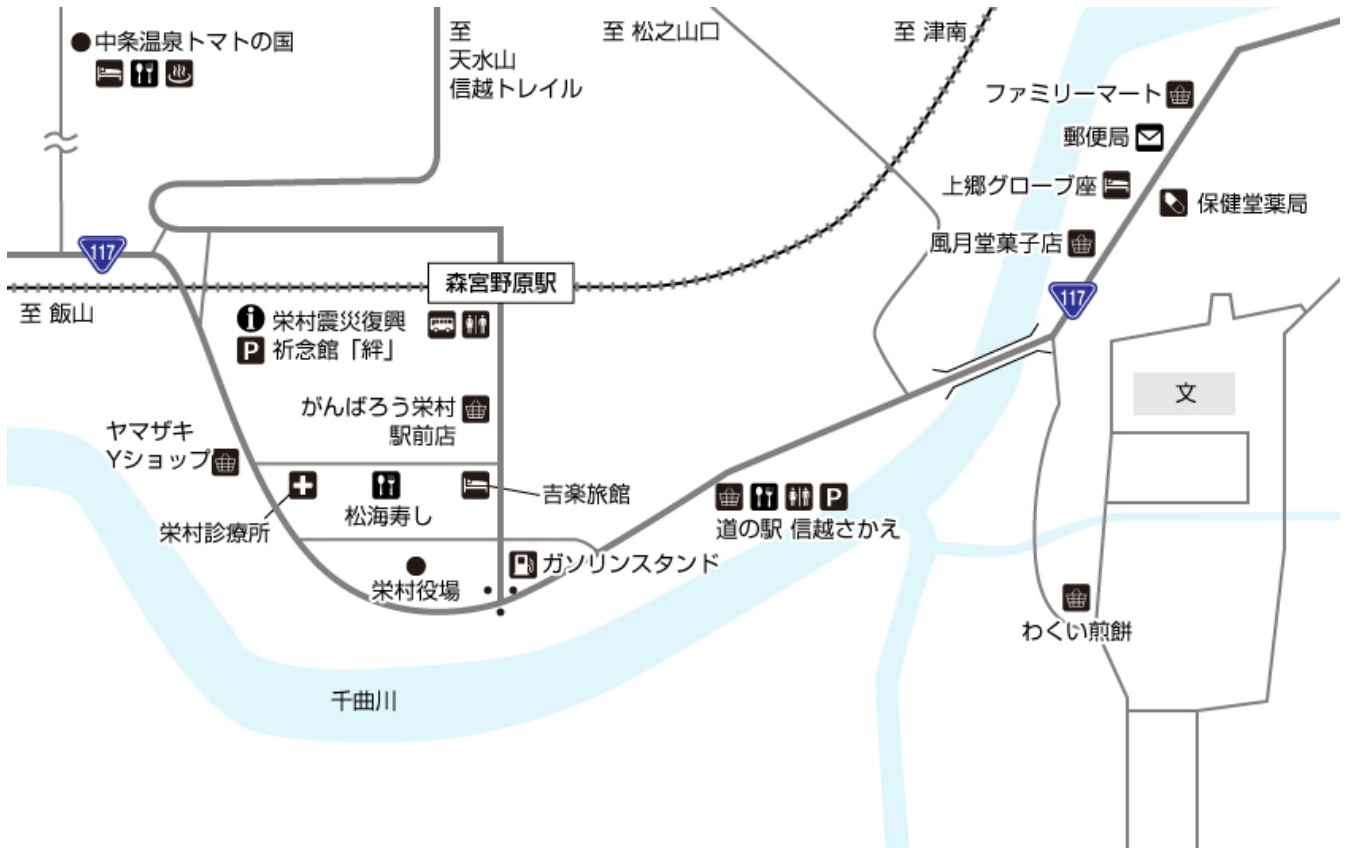 中条温泉トマトの国
至
天水山
信越トレイル
至 松之山口
至 津南
ファミリーマート
郵便局
上郷グローブ座
保健堂薬局
風月堂菓子店
117
117
森宮野原駅
至 飯山
栄村震災復興
P 祈念館「絆」
がんばろう栄村
駅前店
文
ヤマザキ
Yショップ
吉楽旅館
松海寿し
栄村診療所
P
道の駅 信越さかえ
ガソリンスタンド
栄村役場
わくい煎餅
千曲川